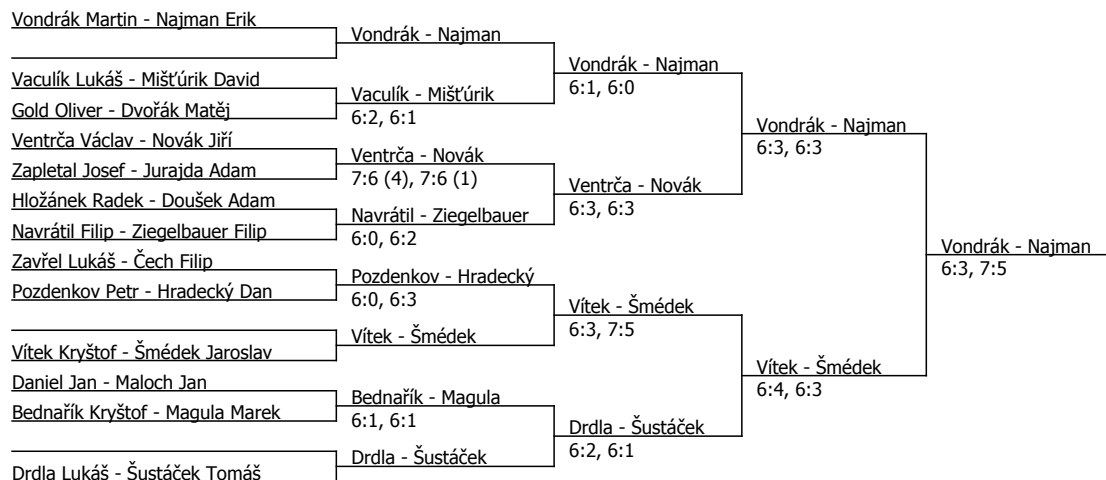 Vondrák Martin - Najman Erik
Vaculík Lukáš - Mišťúrik David
Gold Oliver - Dvořák Matěj
Ventrča Václav - Novák Jiří
Zapletal Josef - Jurajda Adam
Hložánek Radek - Doušek Adam
Navrátil Filip - Ziegelbauer Filip
Zavřel Lukáš - Čech Filip
Pozdenkov Petr - Hradecký Dan
Vítek Kryštof - Šmédek Jaroslav
Daniel Jan - Maloch Jan
Bednařík Kryštof - Magula Marek
Drdla Lukáš - Šustáček Tomáš
Vondrák - Najman
Vaculík - Mišťúrik
6:2, 6:1
Ventrča - Novák
7:6 (4), 7:6 (1)
Navrátil - Ziegelbauer
6:0, 6:2
Pozdenkov - Hradecký
6:0, 6:3
Vítek - Šmédek
Bednařík - Magula
6:1, 6:1
Drdla - Šustáček
Vondrák - Najman
6:1, 6:0
Ventrča - Novák
6:3, 6:3
Vítek - Šmédek
6:3, 7:5
Drdla - Šustáček
6:2, 6:1
Vondrák - Najman
6:3, 6:3
Vítek - Šmédek
6:4, 6:3
Vondrák - Najman
6:3, 7:5